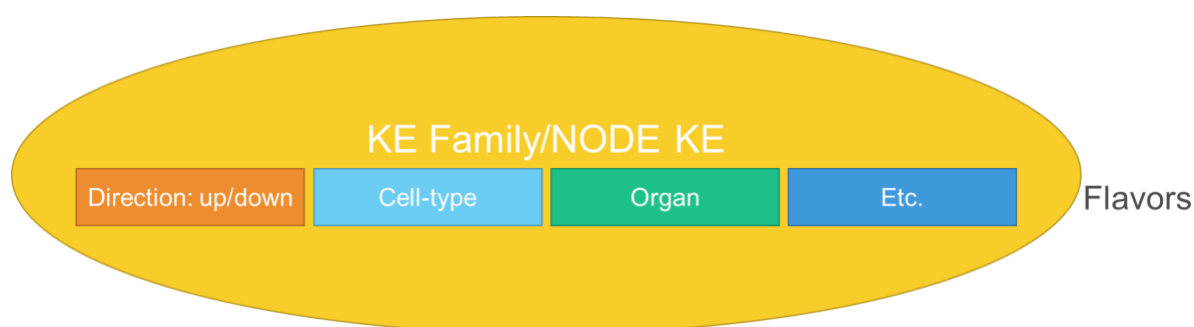 KE Family/NODE KE
Direction: up/down Cell-type Organ Etc. Flavors